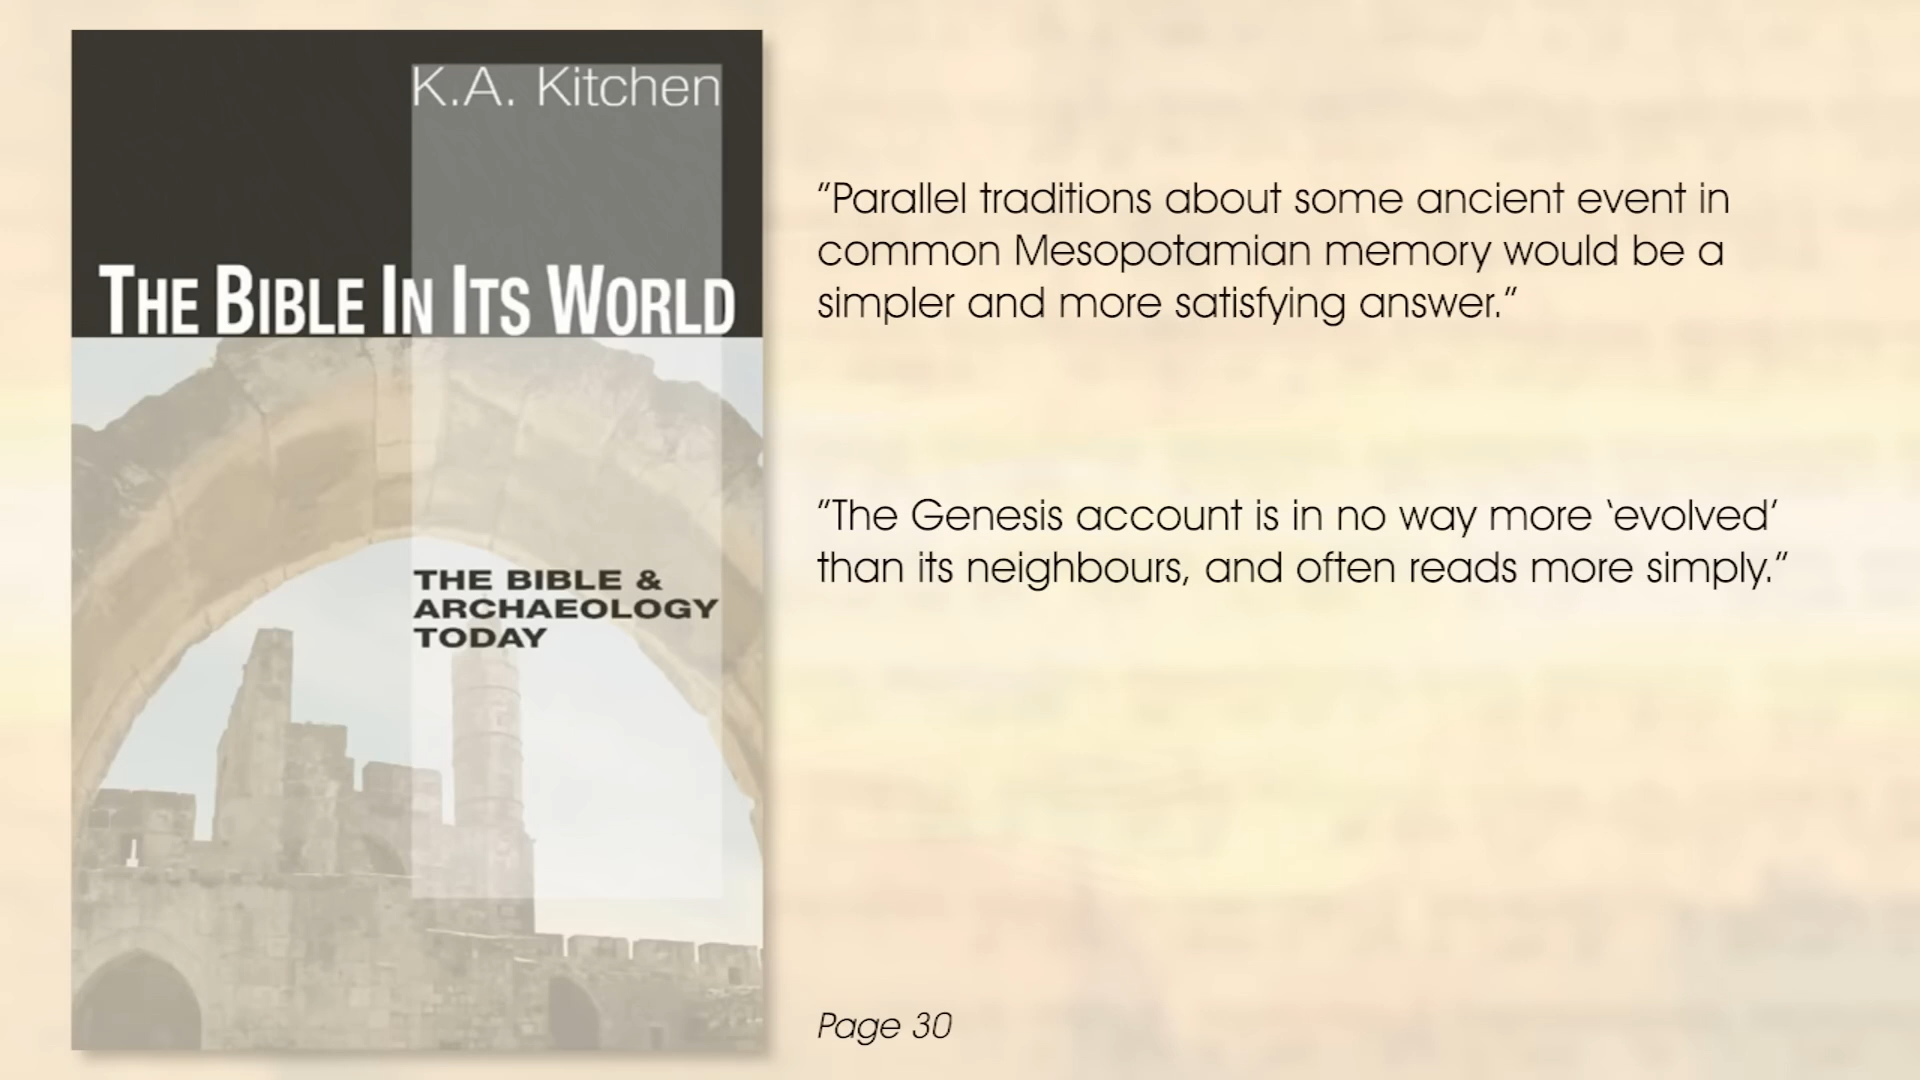 K.A. Kitchen
THE BIBLE IN ITS WORLD
THE BIBLE &
ARCHAEOLOGY
TODAY
"Parallel traditions about some ancient event in
common Mesopotamian memory would be a
simpler and more satisfying answer."
"The Genesis account is in no way more ‘evolved’
than its neighbours, and often reads more simply."
Page 30